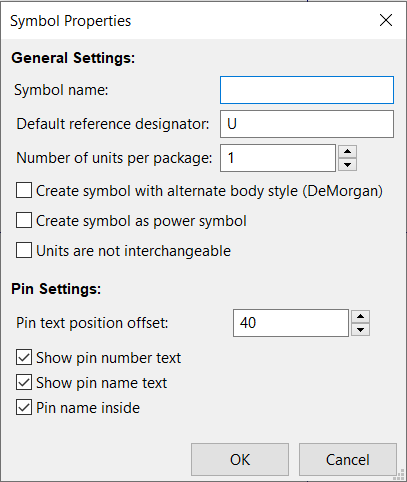 Symbol Properties
General Settings:
Symbol name:
Default reference designator: U
Number of units per package: 1
Create symbol with alternate body style (DeMorgan)
Create symbol as power symbol
Units are not interchangeable
Pin Settings:
Pin text position offset: 40
Show pin number text
Show pin name text
Pin name inside
OK Cancel